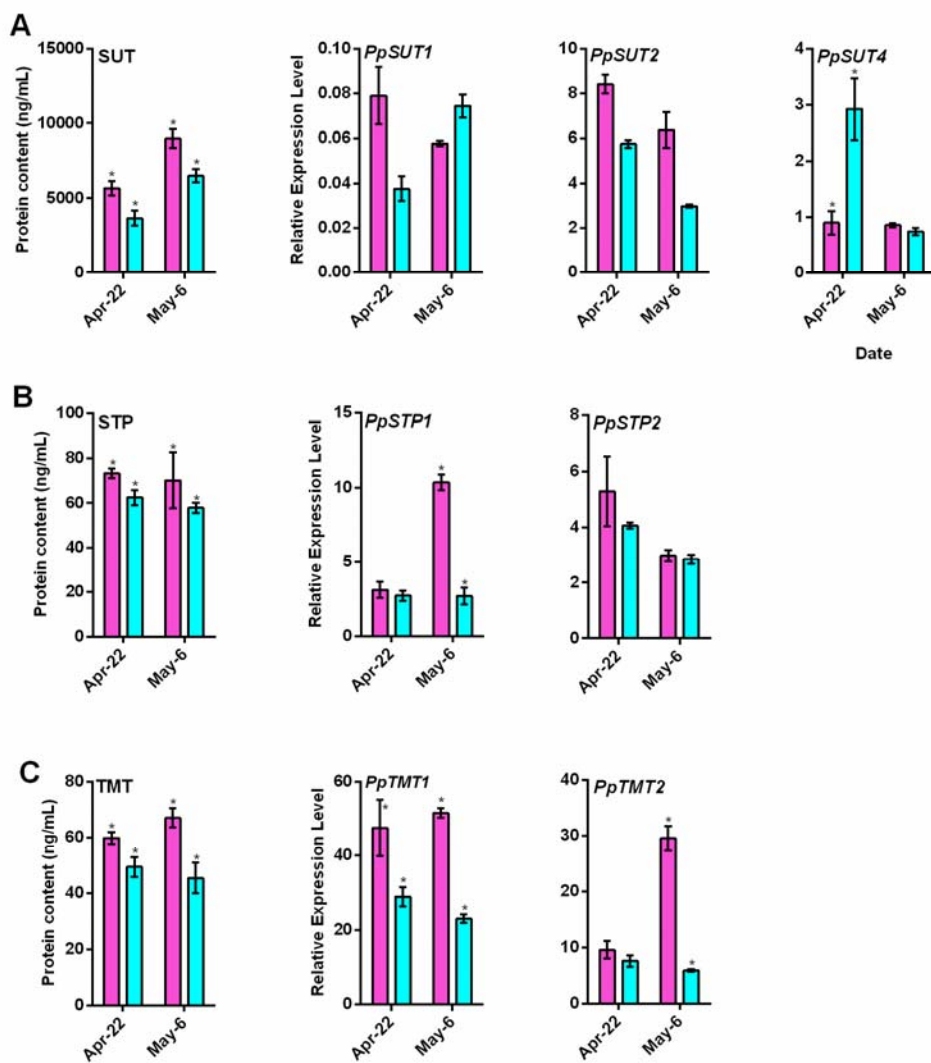 A
SUT
PpSUT1
PpSUT2
PpSUT4
Protein content (ng/mL)
15000
10000
5000
0
Apr-22
May-6
Relative Expression Level
0.10
0.08
0.06
0.04
0.02
0.00
Apr-22
May-6
8
6
4
2
0
Apr-22
May-6
4
3
2
1
0
Apr-22
May-6
* * * *
* *
Date
B
STP
PpSTP1
PpSTP2
Protein content (ng/mL)
100
80
60
40
20
0
Apr-22
May-6
* * * *
Relative Expression Level
15
10
5
0
Apr-22
May-6
* *
8
6
4
2
0
Apr-22
May-6
C
TMT
PpTMT1
PpTMT2
Protein content (ng/mL)
80
60
40
20
0
Apr-22
May-6
* * * *
Relative Expression Level
60
40
20
0
Apr-22
May-6
* * * *
40
30
20
10
0
Apr-22
May-6
* *